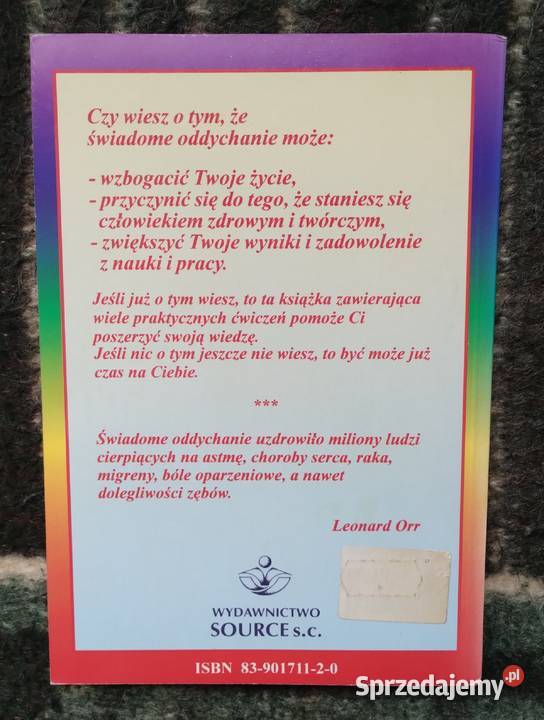 Czy wiesz o tym, że
świadome oddychanie może:
- wzbogacić Twoje życie,
- przyczynić się do tego, że staniesz się
człowiekiem zdrowym i twórczym,
- zwiększyć Twoje wyniki i zadowolenie
z nauki i pracy.
Jeśli już o tym wiesz, to ta książka zawierająca
wiele praktycznych ćwiczeń pomoże Ci
poszerzyć swoją wiedzę.
Jeśli nic o tym jeszcze nie wiesz, to być może już
czas na Ciebie.
***
Świadome oddychanie uzdrowiło miliony ludzi
cierpiących na astmę, choroby serca, raka,
migreny, bóle oparzeniowe, a nawet
dolegliwości zębów.
Leonard Orr
WYDAWNICTWO
SOURCE s.c.
ISBN 83-901711-2-0
Sprzedajemy.pl